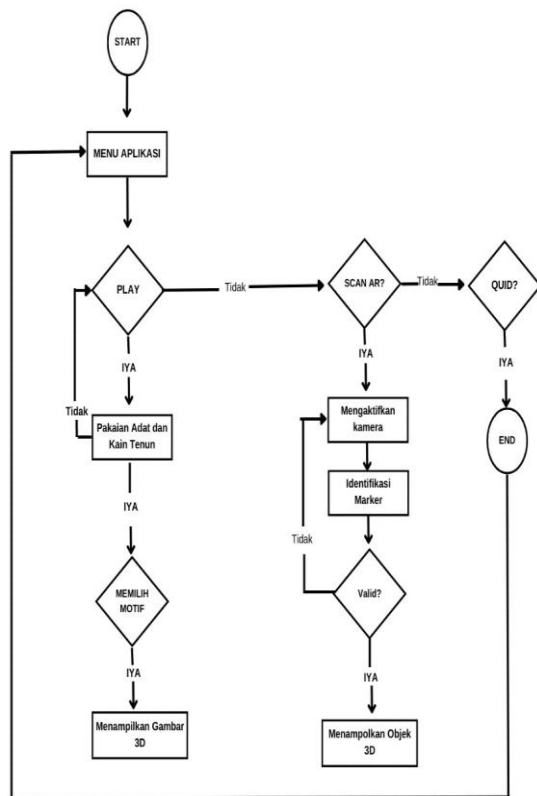 START
MENU APLIKASI
PLAY
Tidak
SCAN AR?
Tidak
QUID?
IYA
IYA
IYA
Tidak
Pakaian Adat dan
Kain Tenun
Mengaktifkan
kamera
END
IYA
Identifikasi
Marker
Tidak
MEMILIH
MOTIF
Valid?
IYA
IYA
Menampilkan Gambar
3D
Menampolkan Objek
3D